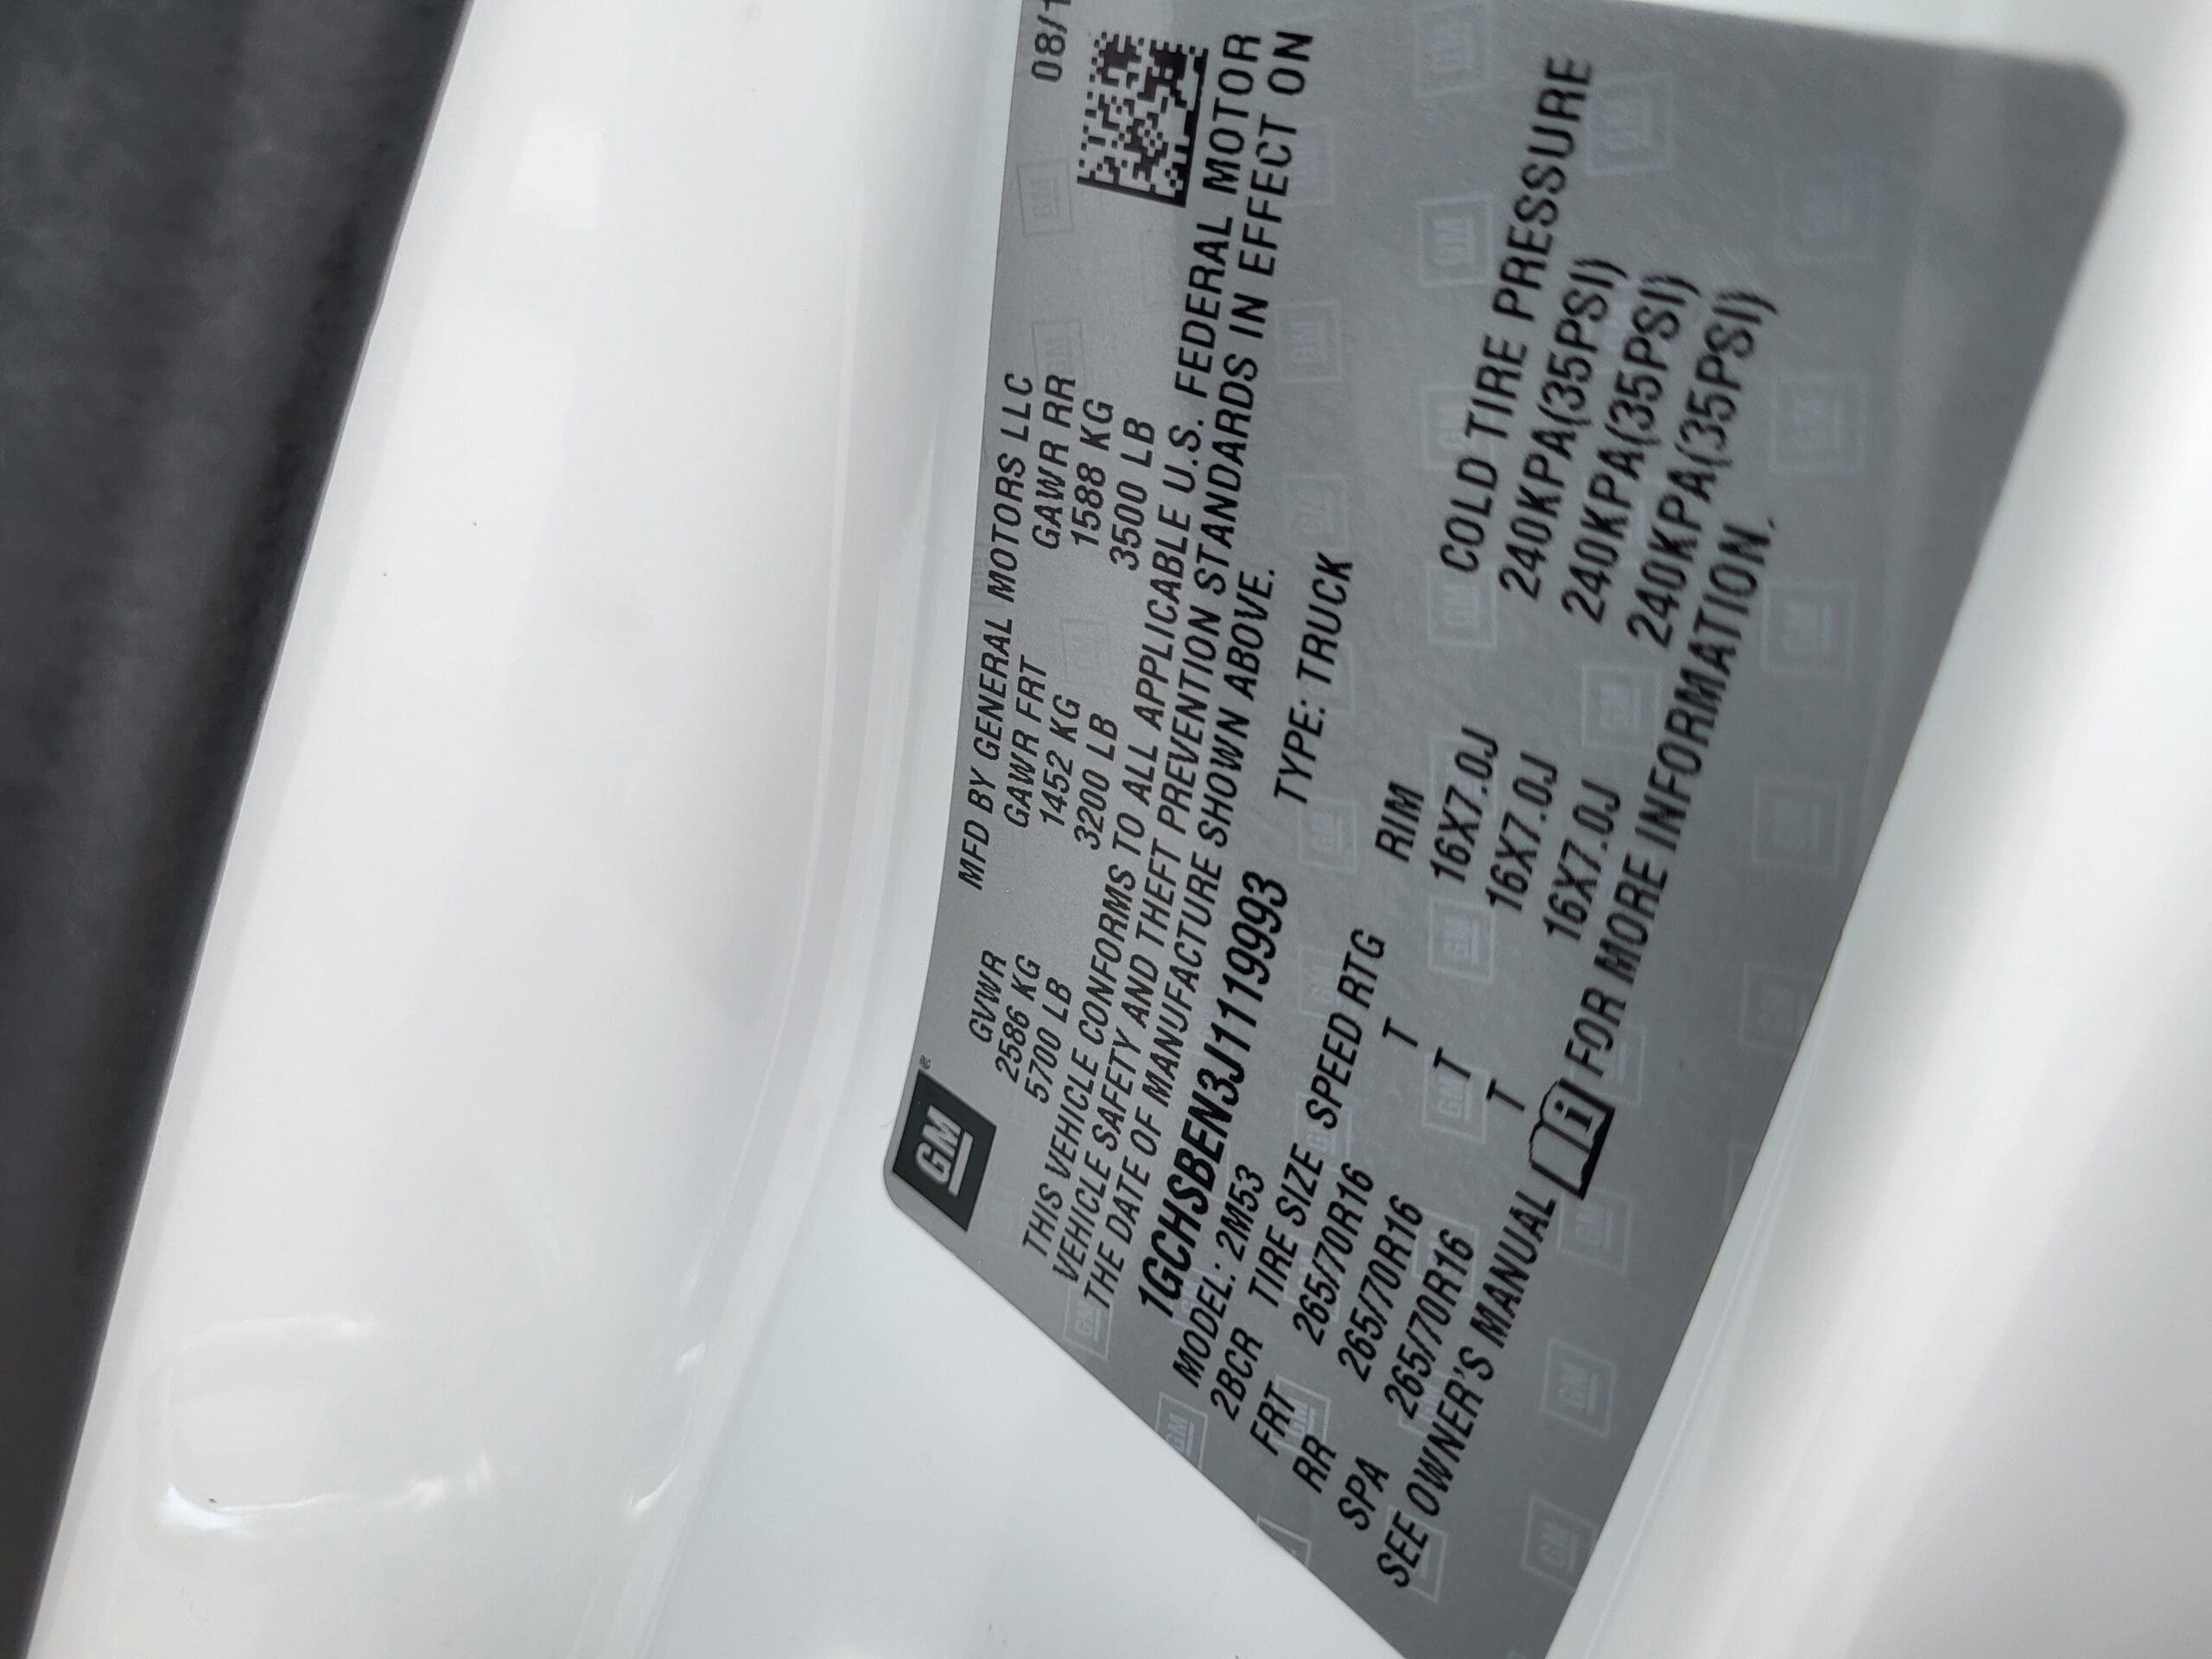 GM®
MFD BY GENERAL MOTORS LLC 08/1
GVWR GAWR FRT GAWR RR
2586 KG 1452 KG 1588 KG
5700 LB 3200 LB 3500 LB
THIS VEHICLE CONFORMS TO ALL APPLICABLE U.S. FEDERAL MOTOR
VEHICLE SAFETY AND THEFT PREVENTION STANDARDS IN EFFECT ON
THE DATE OF MANUFACTURE SHOWN ABOVE.
1GCHSBEN3J1119993 TYPE: TRUCK
MODEL: 2M53
2BCR TIRE SIZE SPEED RTG RIM COLD TIRE PRESSURE
FRT 265/70R16 T 16X7.0J 240KPA(35PSI)
RR 265/70R16 T 16X7.0J 240KPA(35PSI)
SPA 265/70R16 T 16X7.0J 240KPA(35PSI)
SEE OWNER'S MANUAL i FOR MORE INFORMATION.